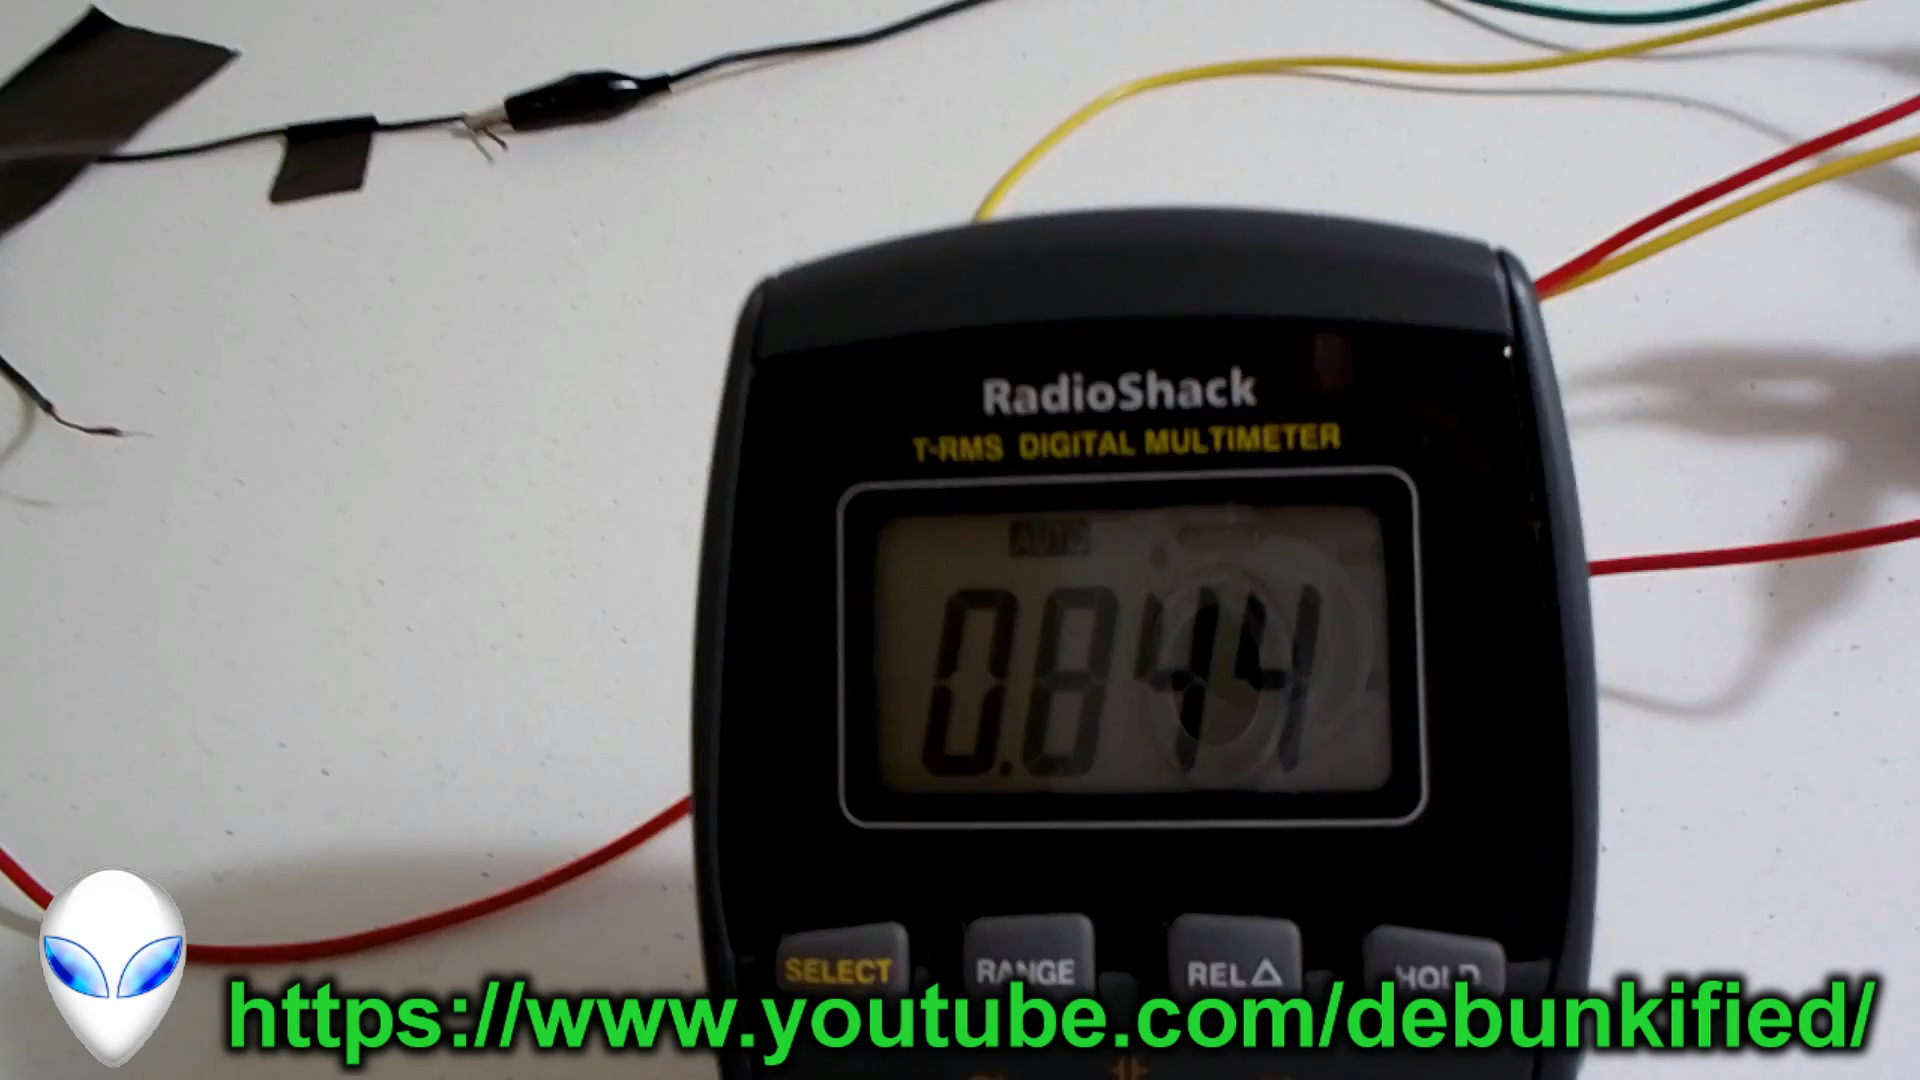 RadioShack
T-RMS DIGITAL MULTIMETER
AUTO
0.844
SELECT RANGE REL△ HOLD
https://www.youtube.com/debunkified/